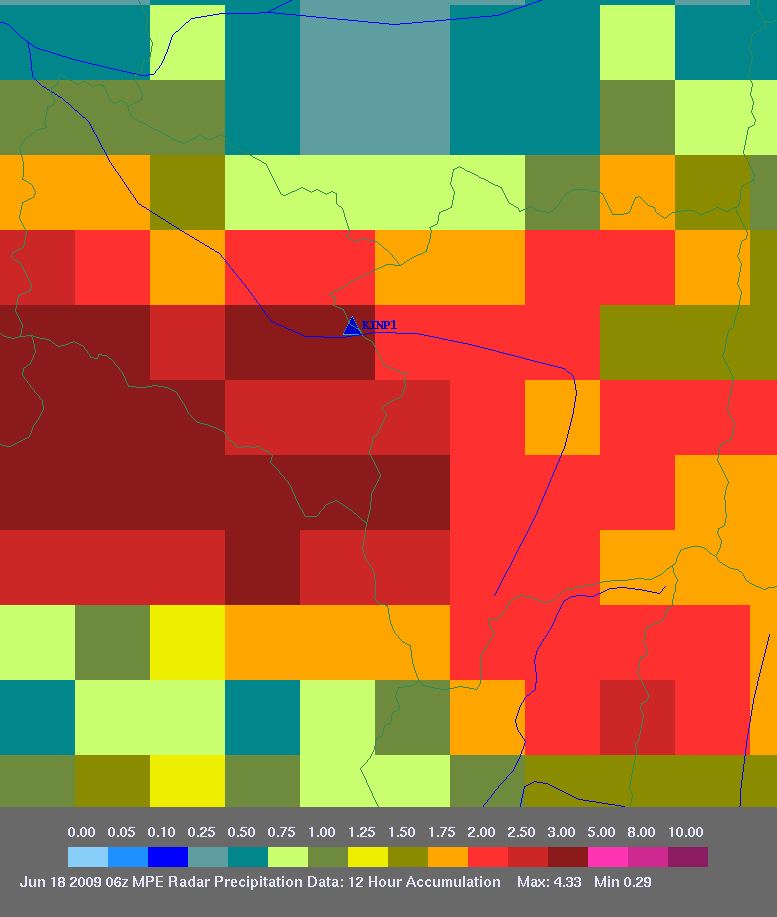 KINP1
0.00 0.05 0.10 0.25 0.50 0.75 1.00 1.25 1.50 1.75 2.00 2.50 3.00 5.00 8.00 10.00
Jun 18 2009 06z MPE Radar Precipitation Data: 12 Hour Accumulation Max: 4.33 Min 0.29